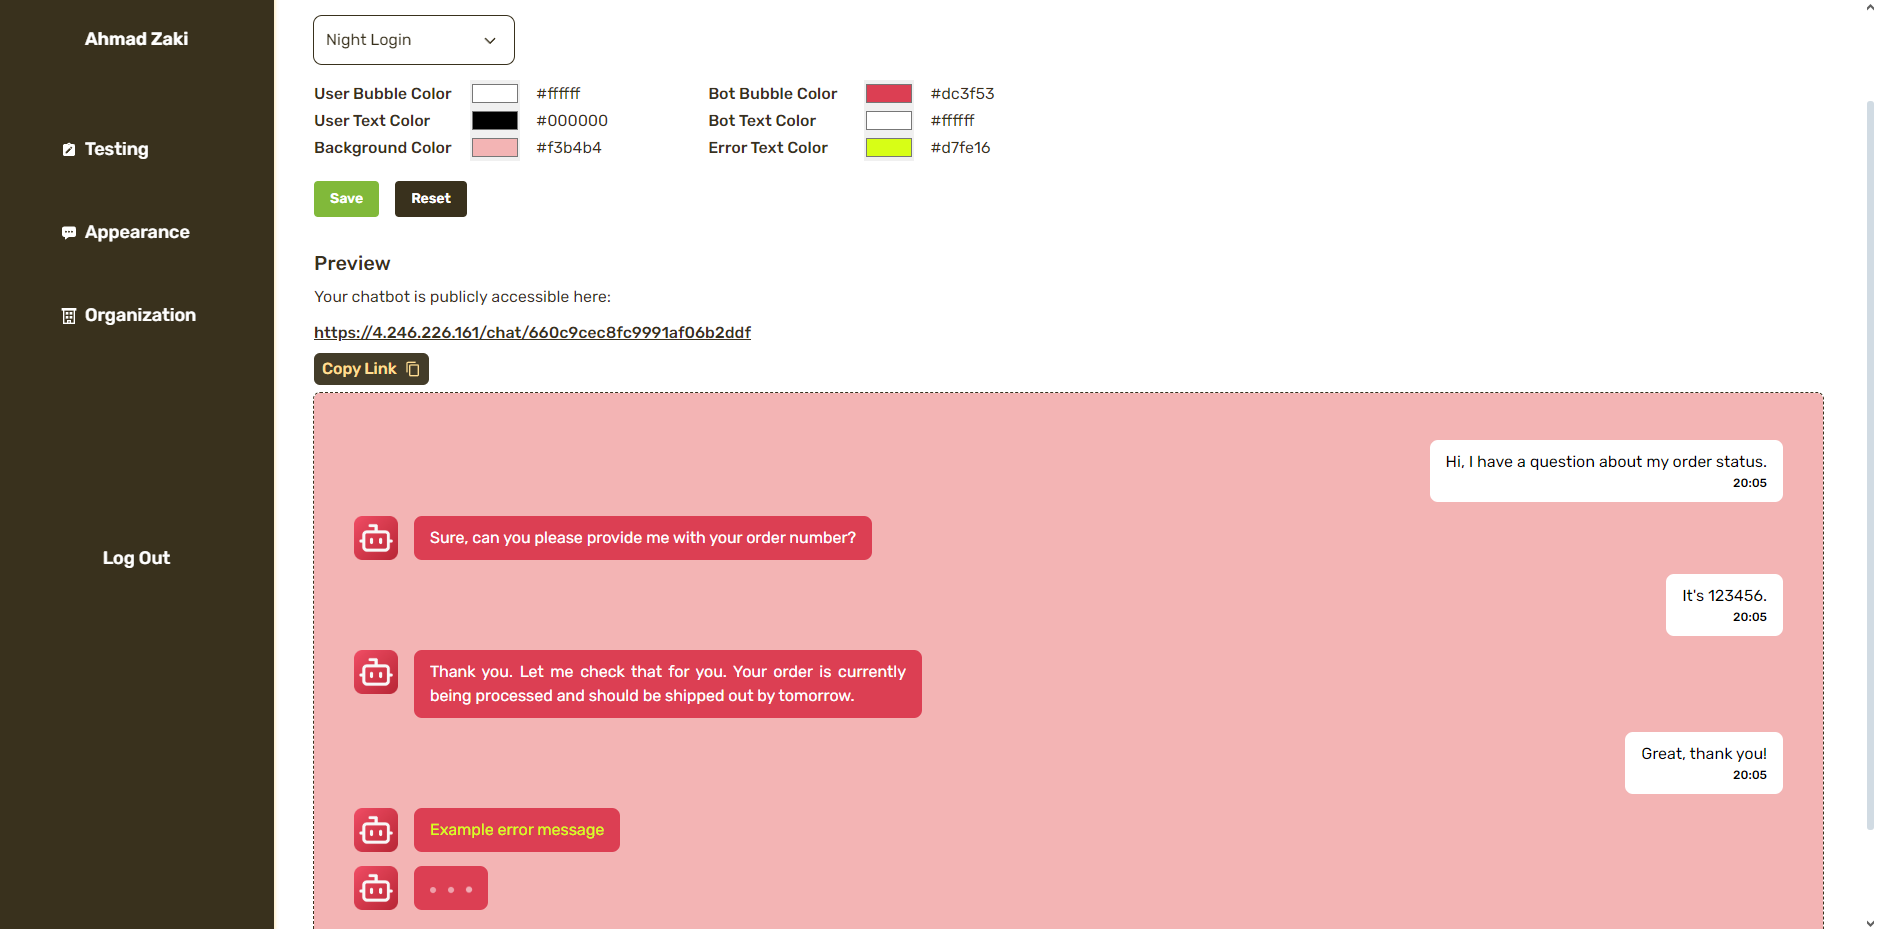 Ahmad Zaki
Testing
Appearance
Organization
Log Out
Night Login
User Bubble Color #ffffff Bot Bubble Color #dc3f53
User Text Color #000000 Bot Text Color #ffffff
Background Color #f3b4b4 Error Text Color #d7fe16
Save Reset
Preview
Your chatbot is publicly accessible here:
https://4.246.226.161/chat/660c9cec8fc9991af06b2ddf
Copy Link
Hi, I have a question about my order status.
20:05
Sure, can you please provide me with your order number?
It's 123456.
20:05
Thank you. Let me check that for you. Your order is currently
being processed and should be shipped out by tomorrow.
Great, thank you!
20:05
Example error message